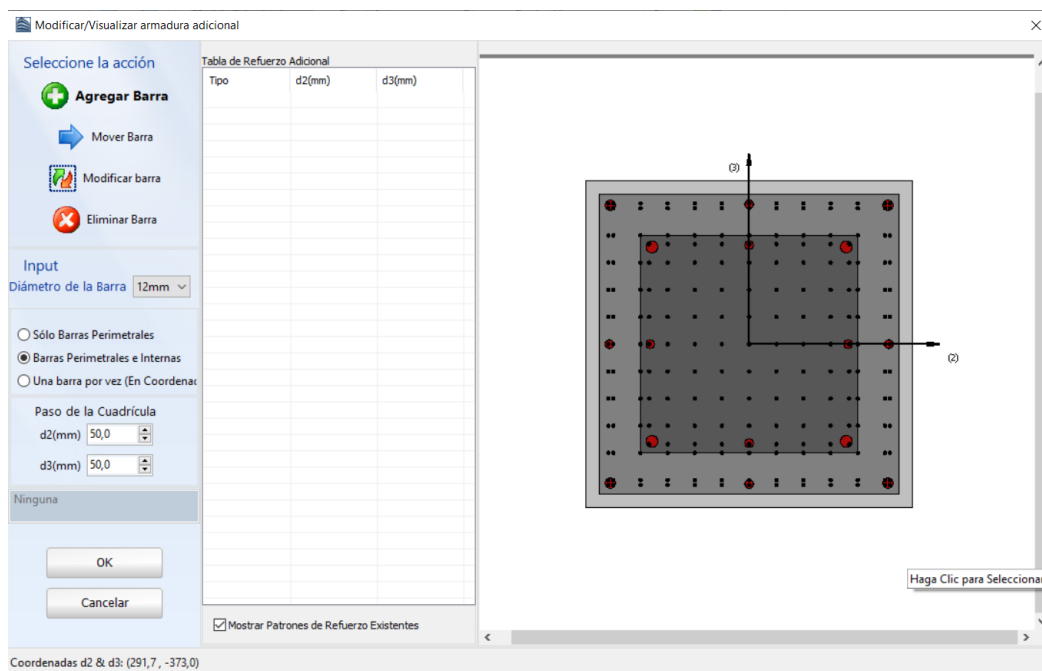 Modificar/Visualizar armadura adicional
Seleccione la acción
Agregar Barra
Mover Barra
Modificar barra
Eliminar Barra
Input
Diámetro de la Barra 12mm
Sólo Barras Perimetrales
Barras Perimetrales e Internas
Una barra por vez (En Coordenac
Paso de la Cuadrícula
d2(mm) 50,0
d3(mm) 50,0
Ninguna
OK
Cancelar
Tabla de Refuerzo Adicional
Tipo d2(mm) d3(mm)
Mostrar Patrones de Refuerzo Existentes
(3)
(2)
Haga Clic para Seleccionar
Coordenadas d2 & d3: (291,7 , -373,0)